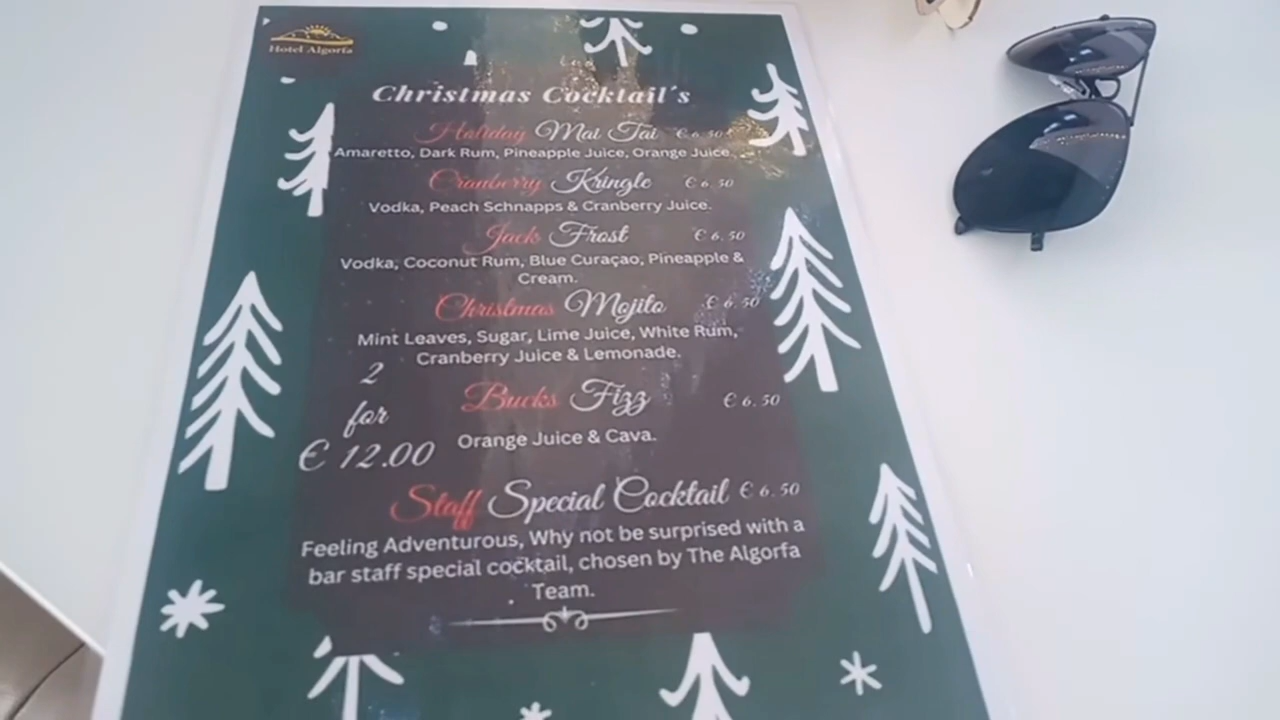 Hotel Algorfa
Christmas Cocktail´s
Holiday Mai Tai € 6.50
Amaretto, Dark Rum, Pineapple Juice, Orange Juice.
Cranberry Kringle € 6.50
Vodka, Peach Schnapps & Cranberry Juice.
Jack Frost € 6.50
Vodka, Coconut Rum, Blue Curaçao, Pineapple &
Cream.
Christmas Mojito € 6.50
Mint Leaves, Sugar, Lime Juice, White Rum,
Cranberry Juice & Lemonade.
2
for
€ 12.00
Bucks Fizz € 6.50
Orange Juice & Cava.
Staff Special Cocktail € 6.50
Feeling Adventurous, Why not be surprised with a
bar staff special cocktail, chosen by The Algorfa
Team.